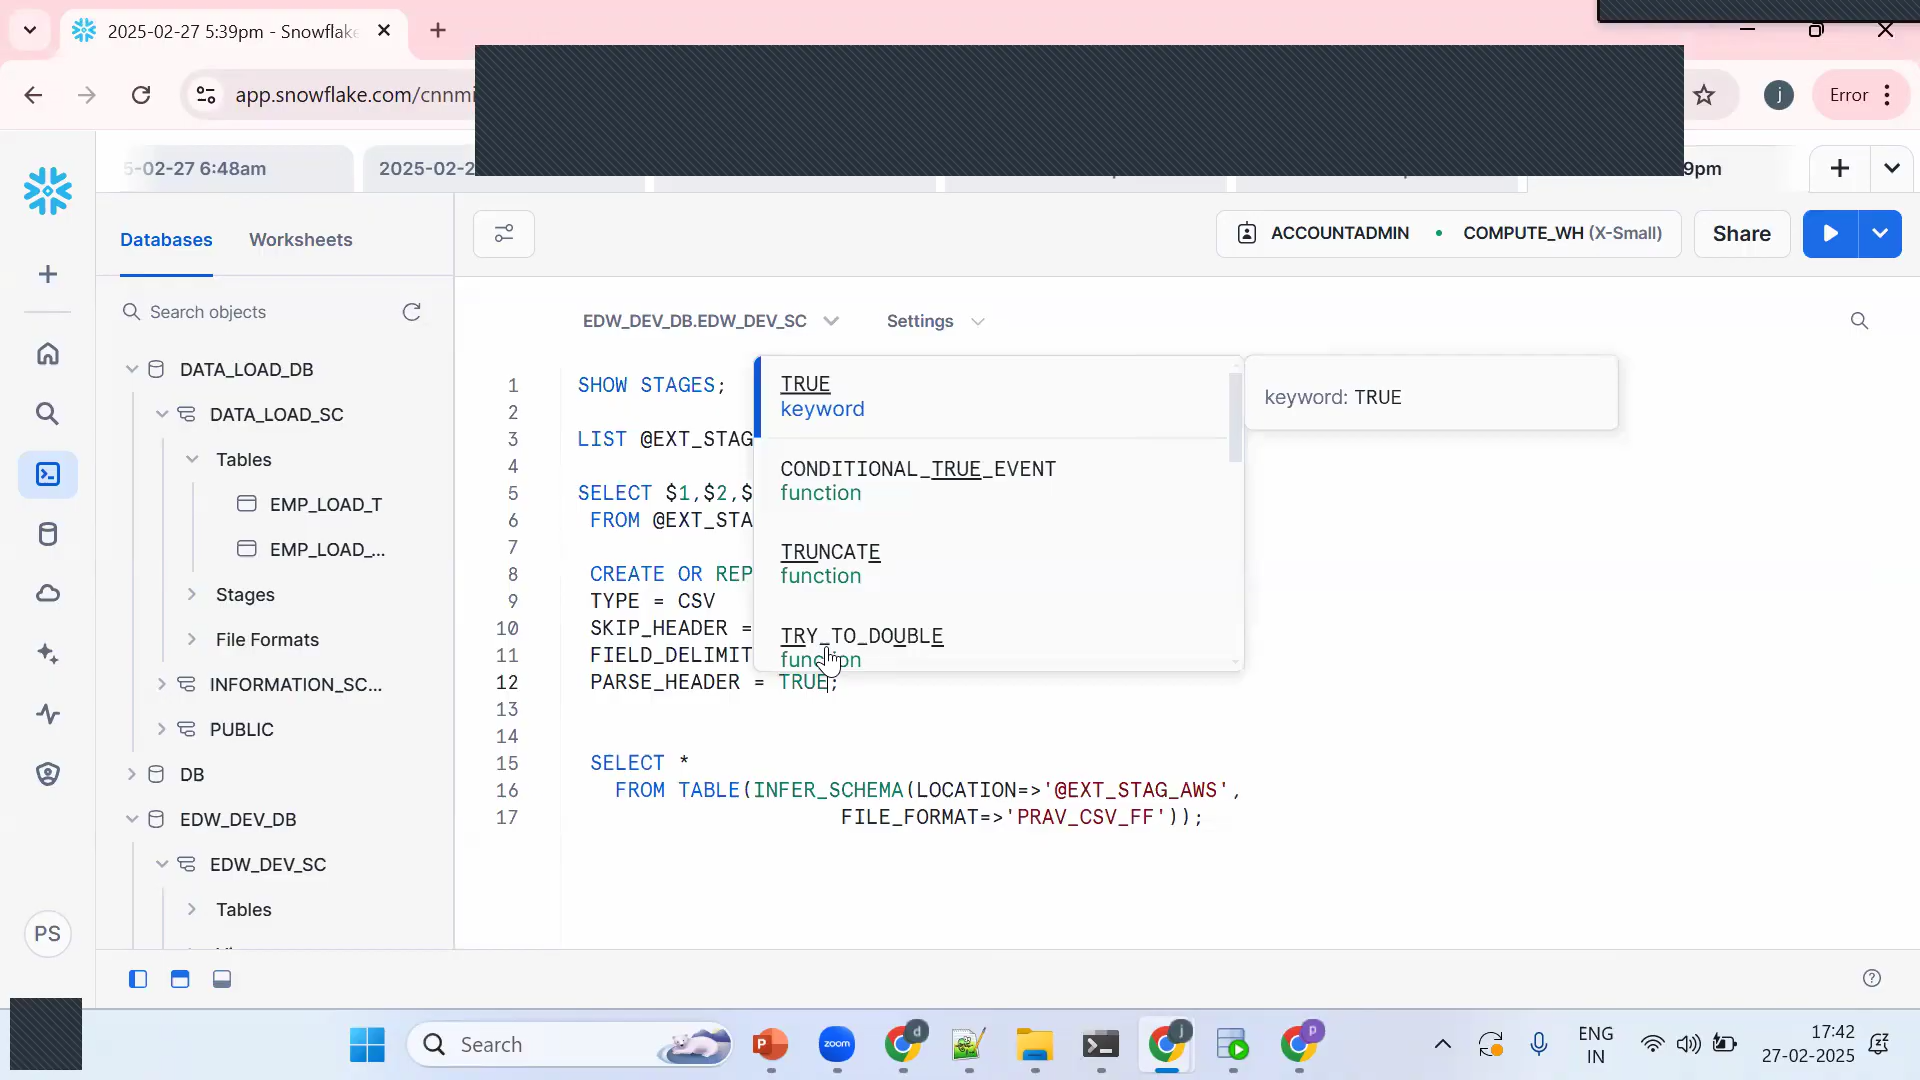 2025-02-27 5:39pm - Snowflake
app.snowflake.com/cnnmi
j
Error
5-02-27 6:48am
2025-02-2
9pm
Databases
Worksheets
ACCOUNTADMIN
COMPUTE_WH (X-Small)
Share
Search objects
EDW_DEV_DB.EDW_DEV_SC
Settings
DATA_LOAD_DB
DATA_LOAD_SC
Tables
EMP_LOAD_T
EMP_LOAD_...
Stages
File Formats
INFORMATION_SC...
PUBLIC
DB
EDW_DEV_DB
EDW_DEV_SC
Tables
PS
1 SHOW STAGES;
2
3 LIST @EXT_STAG
4
5 SELECT $1,$2,$
6 FROM @EXT_STA
7
8 CREATE OR REP
9 TYPE = CSV
10 SKIP_HEADER =
11 FIELD_DELIMIT
12 PARSE_HEADER = TRUE;
13
14
15 SELECT *
16 FROM TABLE(INFER_SCHEMA(LOCATION=>'@EXT_STAG_AWS',
17 FILE_FORMAT=>'PRAV_CSV_FF'));
TRUE
keyword
CONDITIONAL_TRUE_EVENT
function
TRUNCATE
function
TRY_TO_DOUBLE
function
keyword: TRUE
Search
zoom
d
j
p
ENG
IN
17:42
27-02-2025